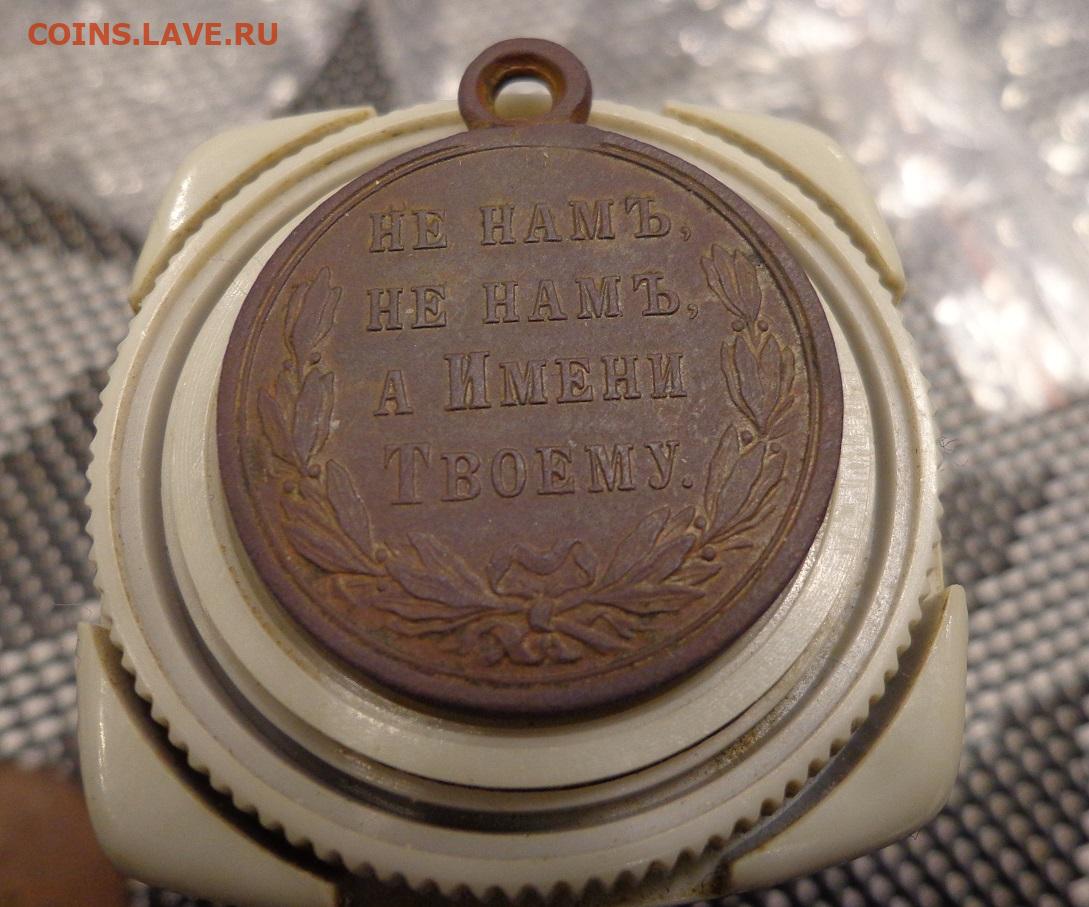 COINS.LAVE.RU
НЕ НАМЪ,
НЕ НАМЪ,
А ИМЕНИ
ТВОЕМУ.